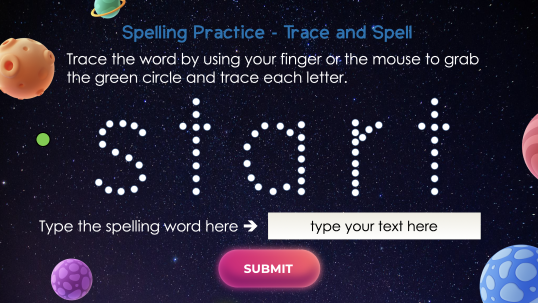 Spelling Practice - Trace and Spell
Trace the word by using your finger or the mouse to grab
the green circle and trace each letter.
start
Type the spelling word here ➔ type your text here
SUBMIT